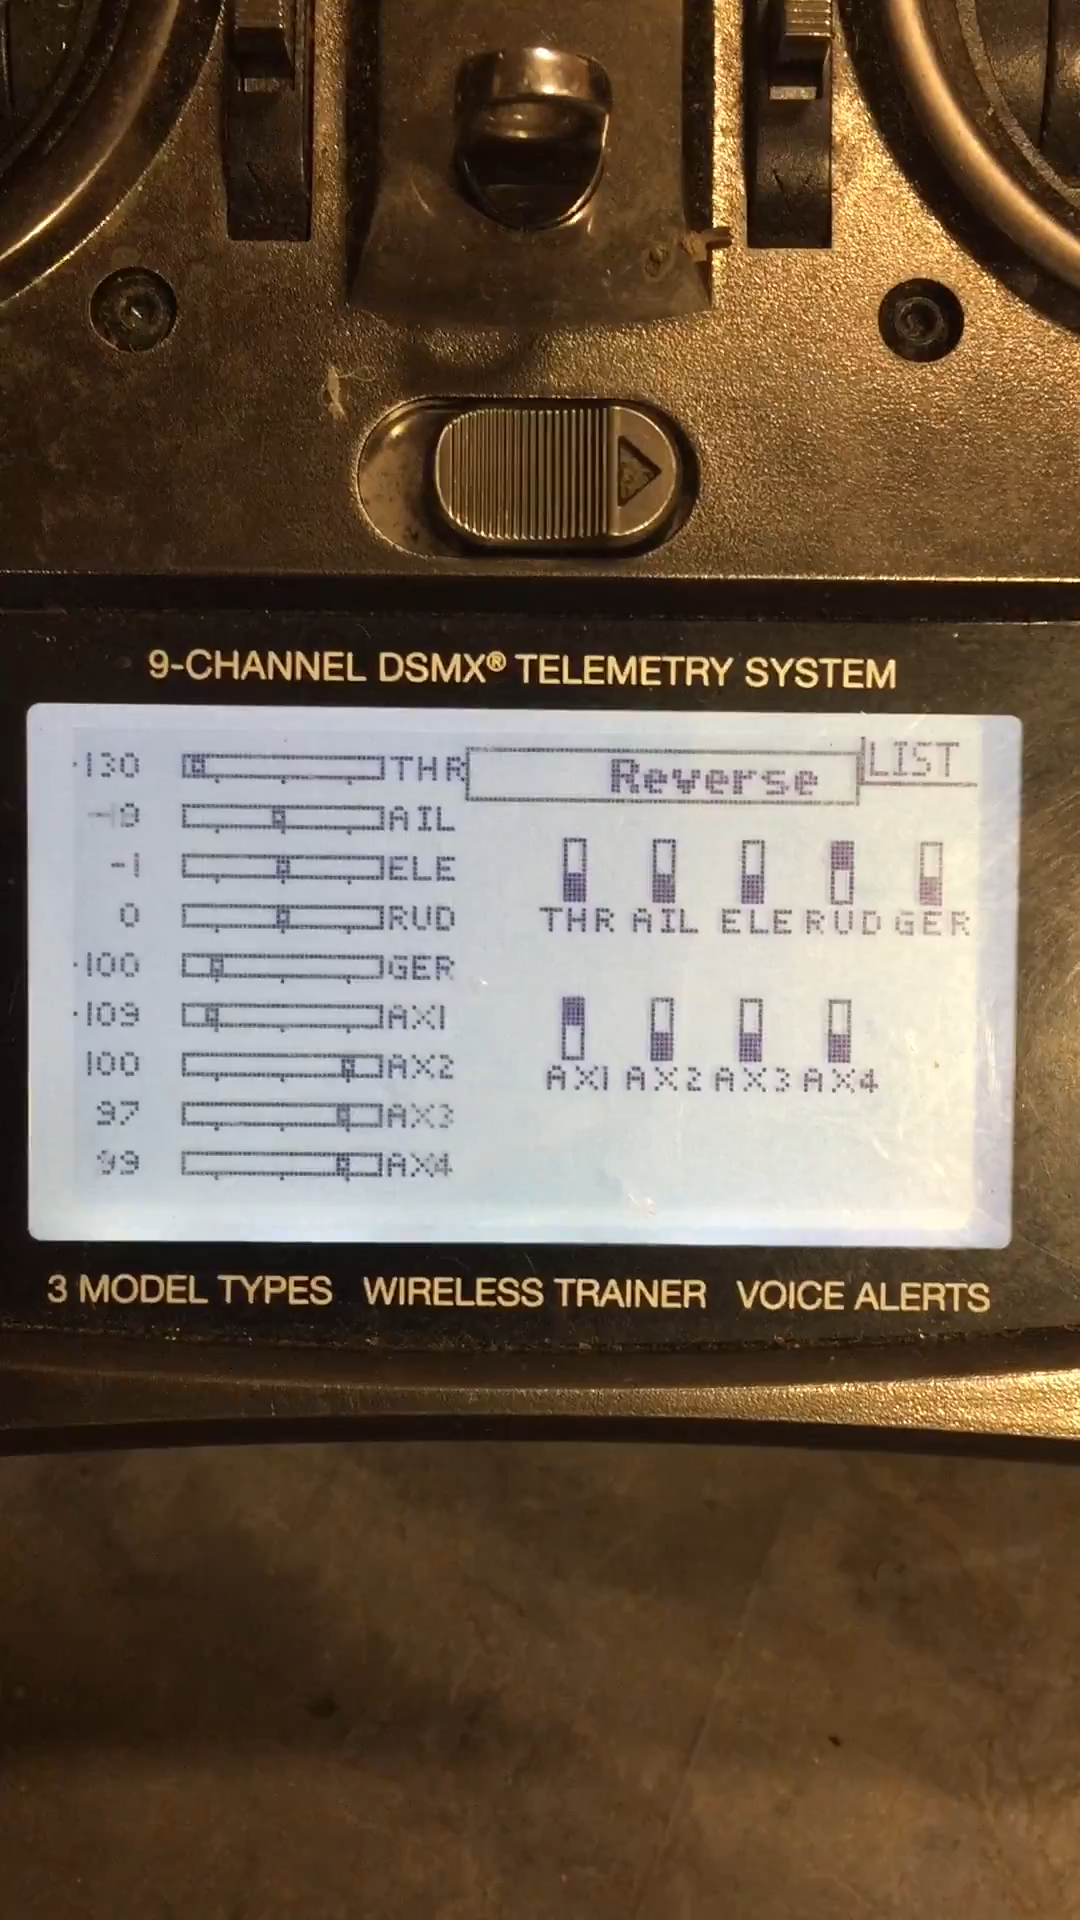 9-CHANNEL DSMX® TELEMETRY SYSTEM
-130 THR
AIL
-1 ELE
0 RUD
-100 GER
-109 AX1
100 AX2
97 AX3
99 AX4
Reverse
LIST
THR AIL ELE RUD GER
AX1 AX2 AX3 AX4
3 MODEL TYPES WIRELESS TRAINER VOICE ALERTS